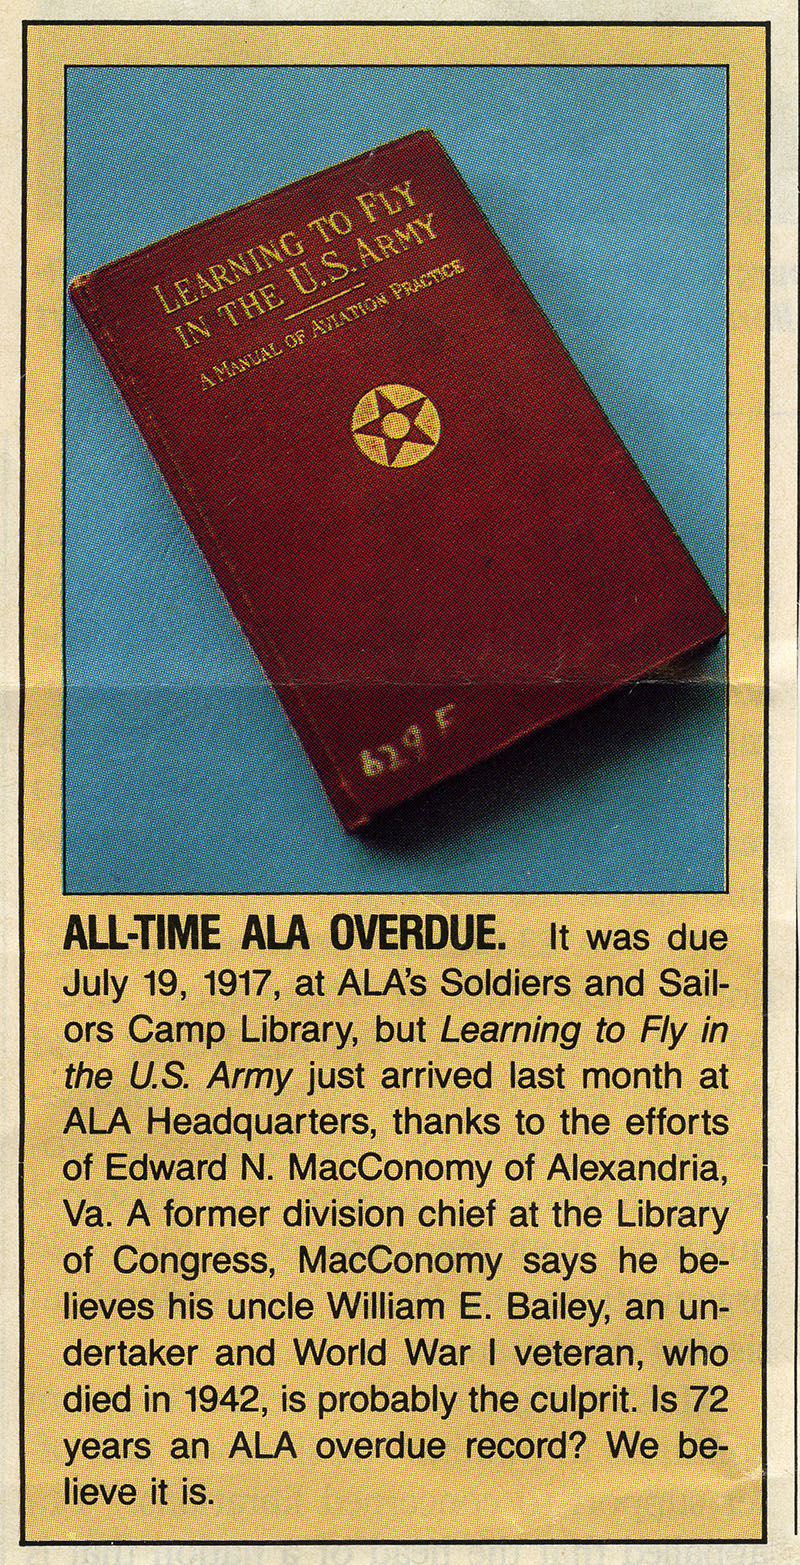 LEARNING TO FLY
IN THE U.S. ARMY
A MANUAL OF AVIATION PRACTICE
629 F
ALL-TIME ALA OVERDUE. It was due
July 19, 1917, at ALA's Soldiers and Sail-
ors Camp Library, but Learning to Fly in
the U.S. Army just arrived last month at
ALA Headquarters, thanks to the efforts
of Edward N. MacConomy of Alexandria,
Va. A former division chief at the Library
of Congress, MacConomy says he be-
lieves his uncle William E. Bailey, an un-
dertaker and World War I veteran, who
died in 1942, is probably the culprit. Is 72
years an ALA overdue record? We be-
lieve it is.